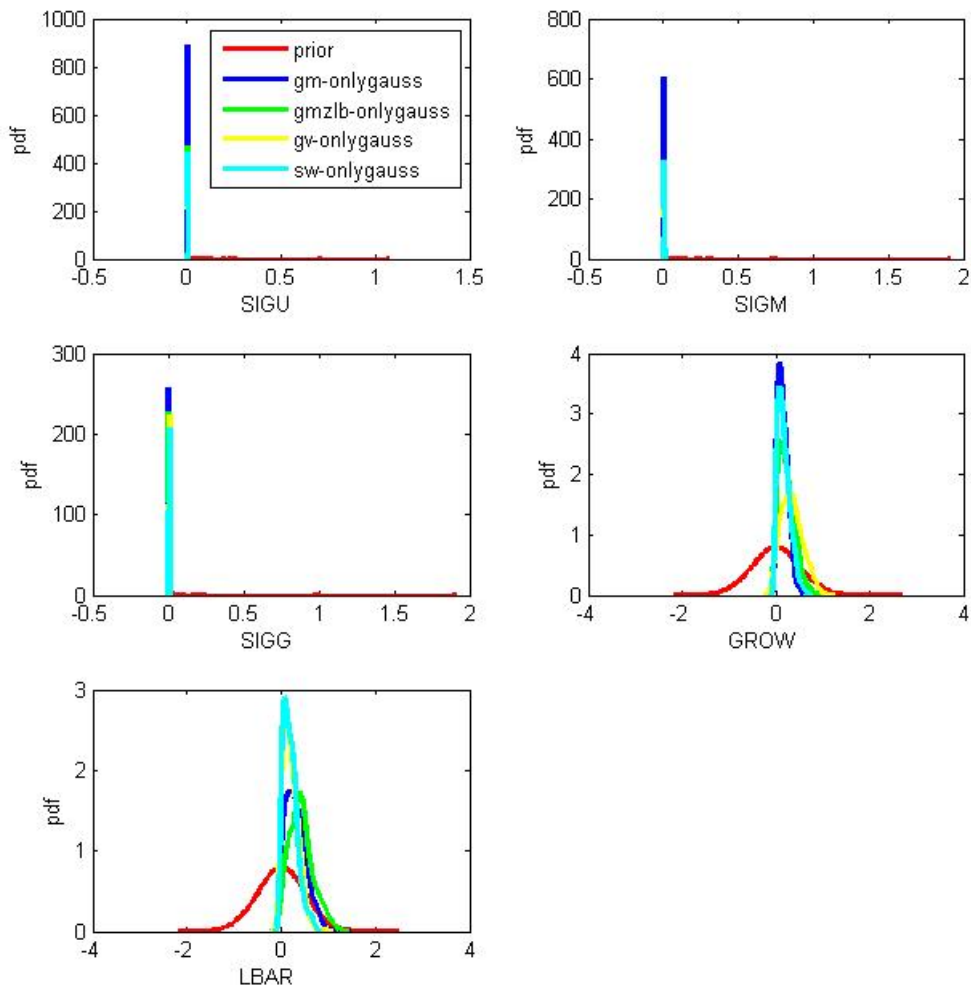 1000
800
600
400
200
0
pdf
-0.5 0 0.5 1 1.5
SIGU
prior
gm-onlygauss
gmzlb-onlygauss
gv-onlygauss
sw-onlygauss
800
600
400
200
0
pdf
-0.5 0 0.5 1 1.5 2
SIGM
300
200
100
0
pdf
-0.5 0 0.5 1 1.5 2
SIGG
4
3
2
1
0
pdf
-4 -2 0 2 4
GROW
3
2
1
0
pdf
-4 -2 0 2 4
LBAR